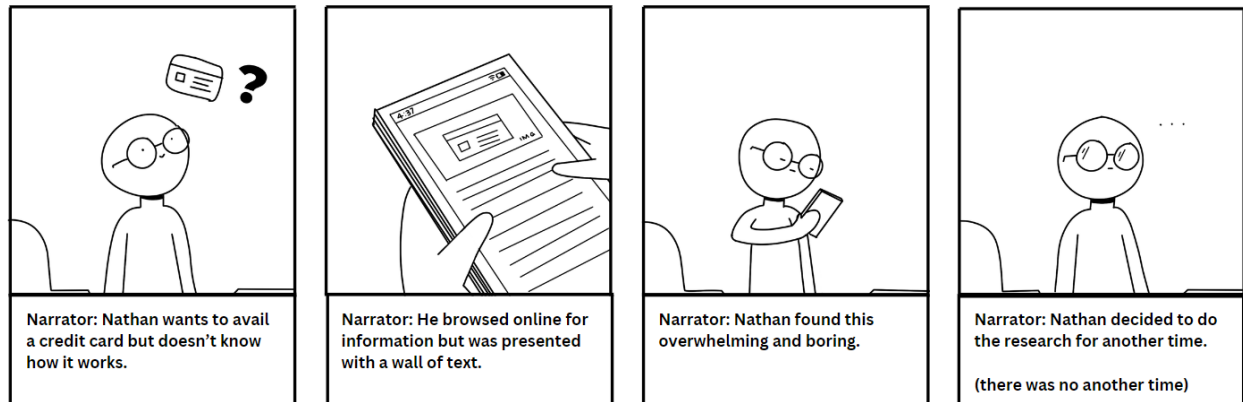 ?
4:37
IMG
...
Narrator: Nathan wants to avail
a credit card but doesn't know
how it works.
Narrator: He browsed online for
information but was presented
with a wall of text.
Narrator: Nathan found this
overwhelming and boring.
Narrator: Nathan decided to do
the research for another time.
(there was no another time)